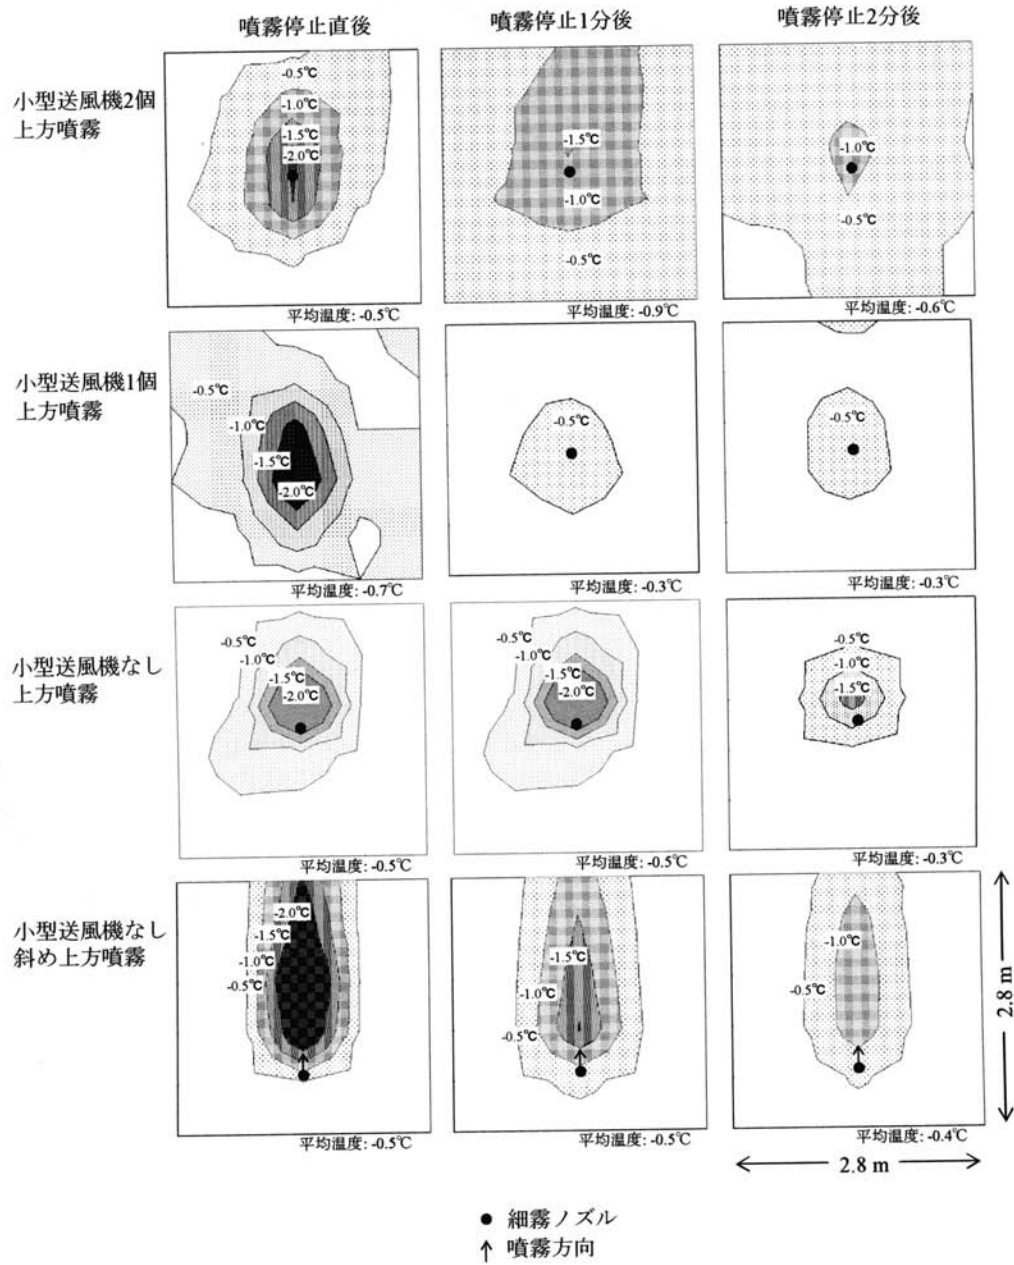 噴霧停止直後
噴霧停止1分後
噴霧停止2分後
小型送風機2個
上方噴霧
-0.5℃
-1.0℃
-1.5℃
-2.0℃
平均温度: -0.5℃
-1.5℃
-1.0℃
-0.5℃
平均温度: -0.9℃
-1.0℃
-0.5℃
平均温度: -0.6℃
小型送風機1個
上方噴霧
-0.5℃
-1.0℃
-1.5℃
-2.0℃
平均温度: -0.7℃
-0.5℃
平均温度: -0.3℃
-0.5℃
平均温度: -0.3℃
小型送風機なし
上方噴霧
-0.5℃
-1.0℃
-1.5℃
-2.0℃
平均温度: -0.5℃
-0.5℃
-1.0℃
-1.5℃
-2.0℃
平均温度: -0.5℃
-0.5℃
-1.0℃
-1.5℃
平均温度: -0.3℃
小型送風機なし
斜め上方噴霧
-2.0℃
-1.5℃
-1.0℃
-0.5℃
平均温度: -0.5℃
-1.5℃
-1.0℃
-0.5℃
平均温度: -0.5℃
-1.0℃
-0.5℃
平均温度: -0.4℃
2.8 m
2.8 m
● 細霧ノズル
↑ 噴霧方向